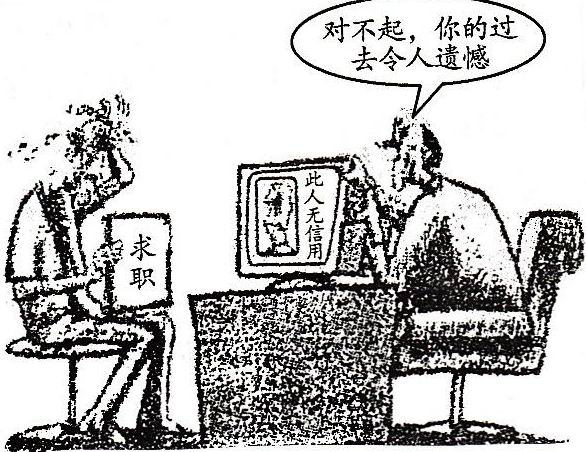 对不起，你的过
去令人遗憾
此人无信用
求职